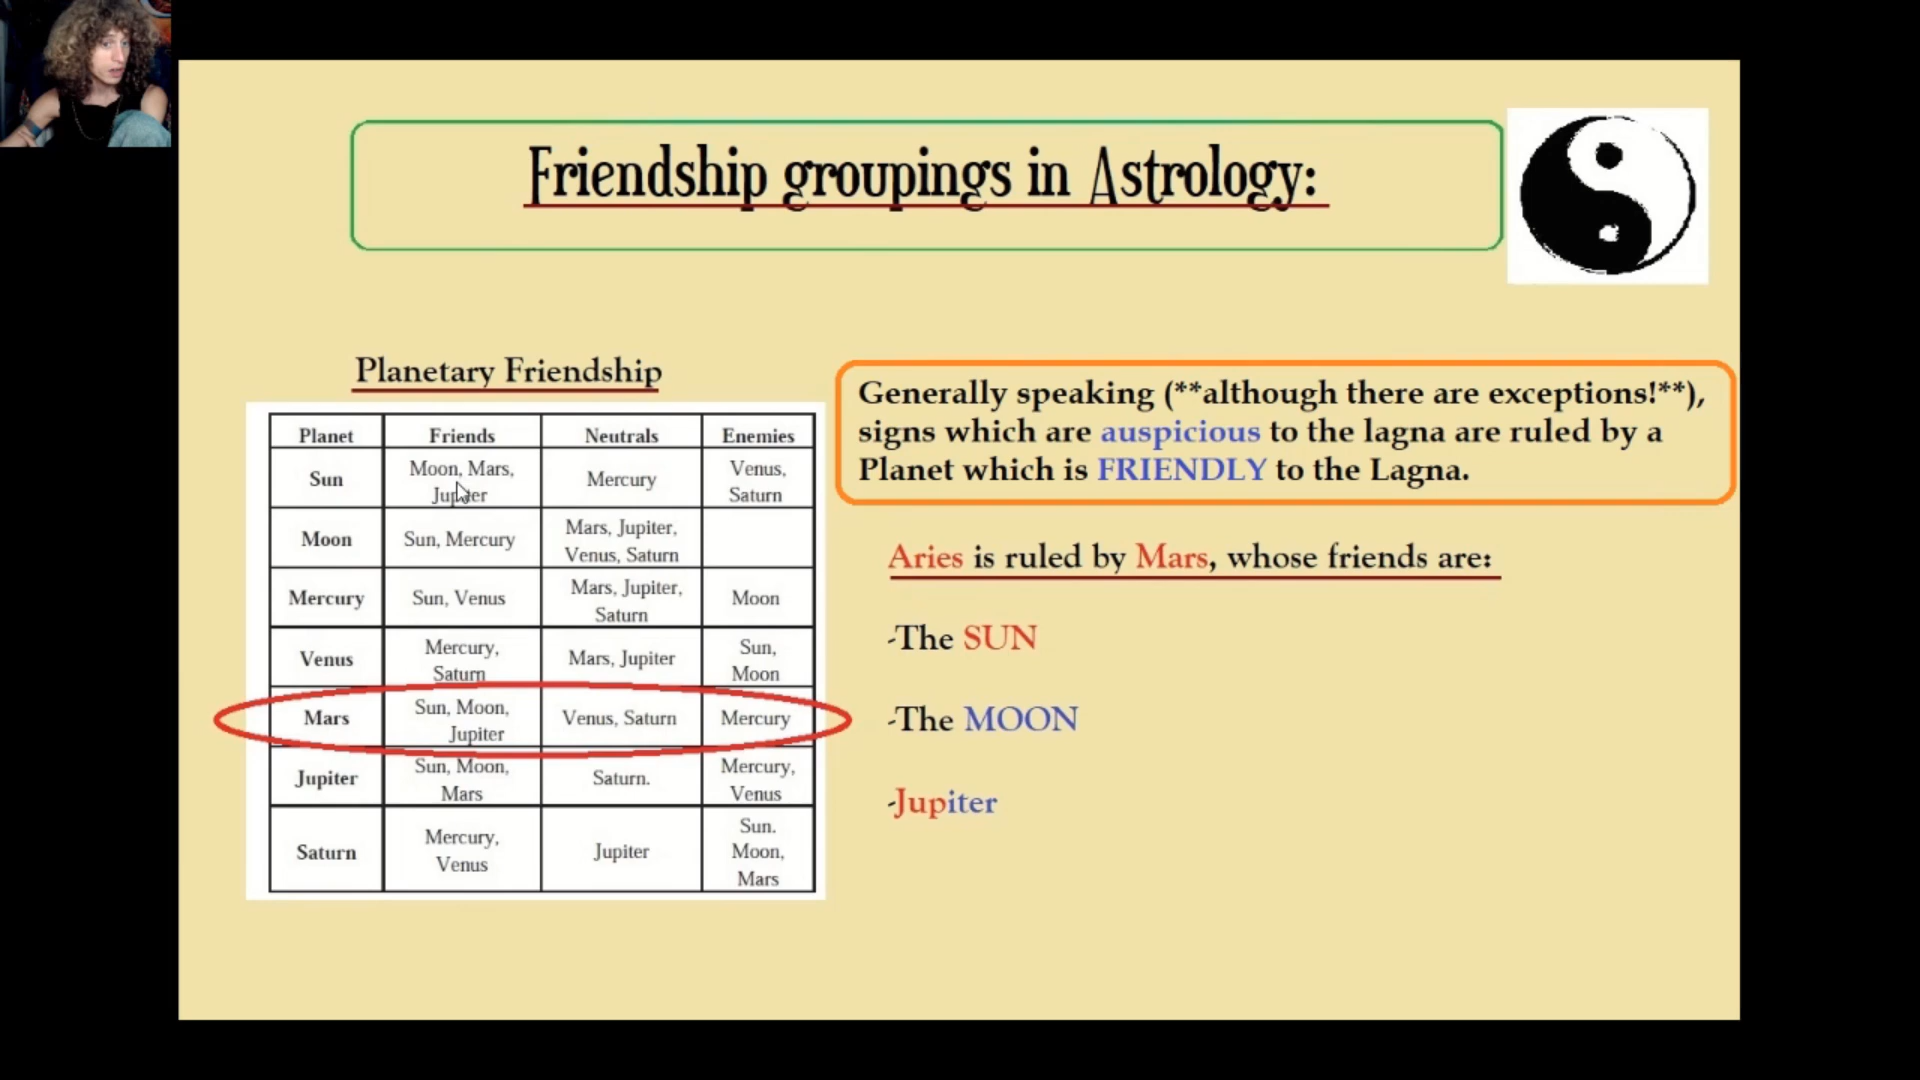 Friendship groupings in Astrology:
Planetary Friendship
Planet Friends Neutrals Enemies
Sun Moon, Mars, Jupiter Mercury Venus, Saturn
Moon Sun, Mercury Mars, Jupiter, Venus, Saturn
Mercury Sun, Venus Mars, Jupiter, Saturn Moon
Venus Mercury, Saturn Mars, Jupiter Sun, Moon
Mars Sun, Moon, Jupiter Venus, Saturn Mercury
Jupiter Sun, Moon, Mars Saturn. Mercury, Venus
Saturn Mercury, Venus Jupiter Sun. Moon, Mars
Generally speaking (**although there are exceptions!**),
signs which are auspicious to the lagna are ruled by a
Planet which is FRIENDLY to the Lagna.
Aries is ruled by Mars, whose friends are:
-The SUN
-The MOON
-Jupiter